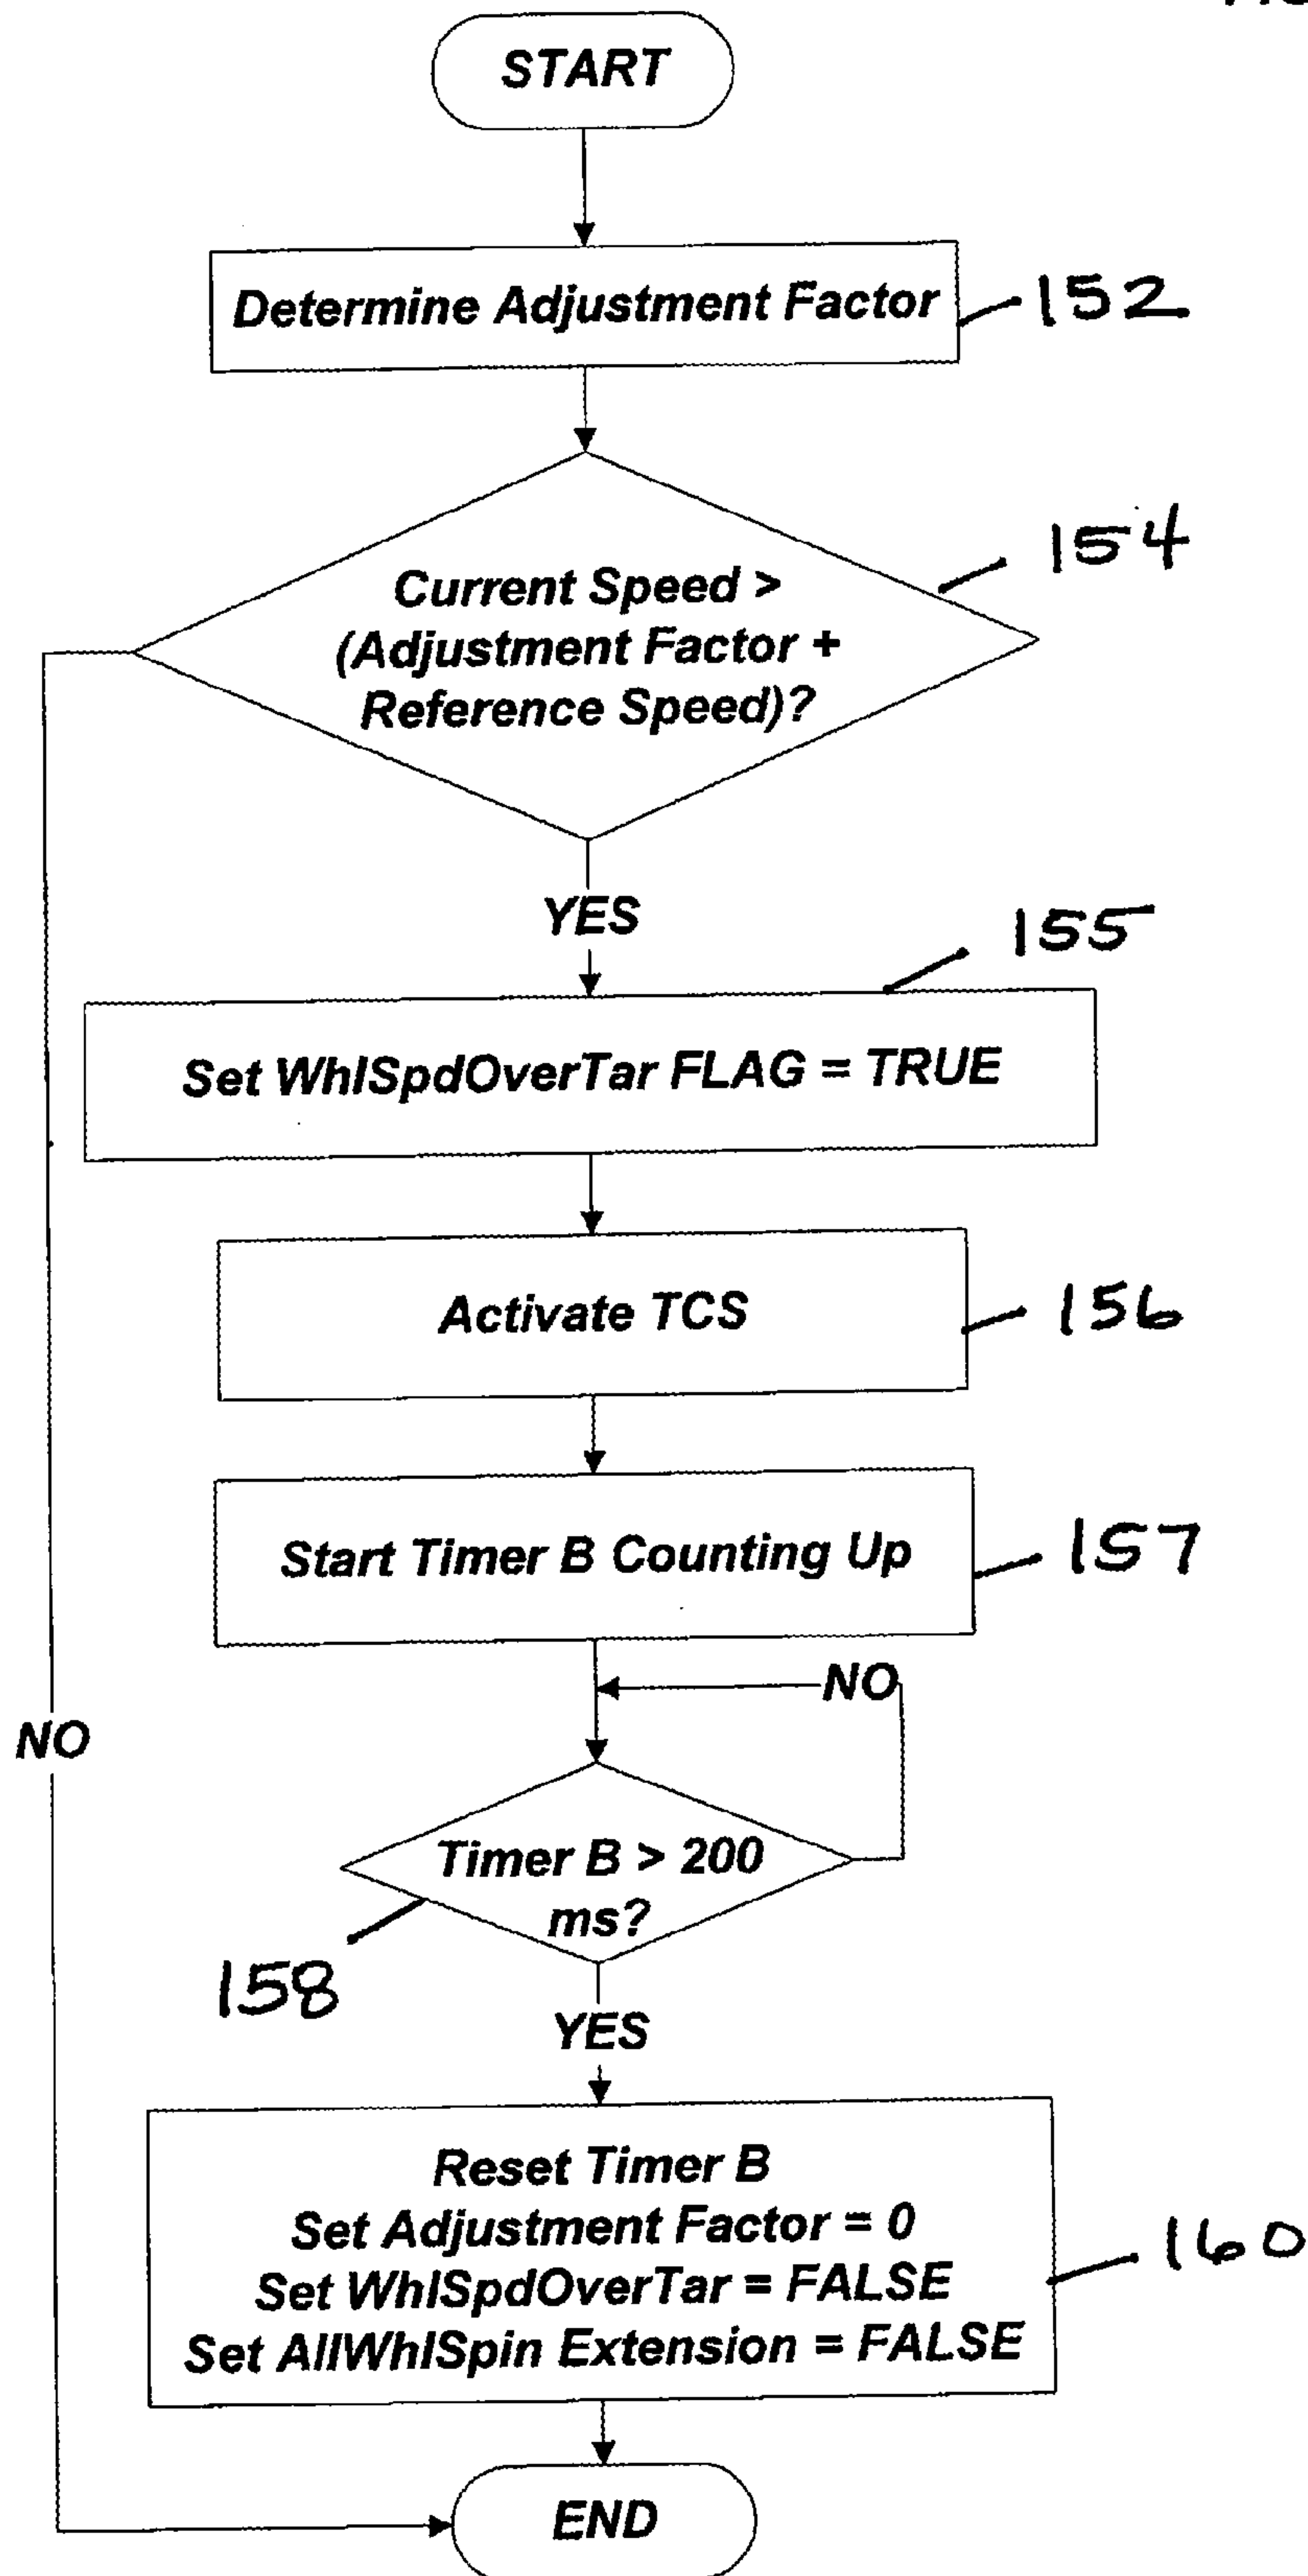 START
Determine Adjustment Factor
152
Current Speed >
(Adjustment Factor +
Reference Speed)?
154
YES
155
Set WhlSpdOverTar FLAG = TRUE
Activate TCS
156
Start Timer B Counting Up
157
NO
NO
Timer B > 200
ms?
158
YES
Reset Timer B
Set Adjustment Factor = 0
Set WhlSpdOverTar = FALSE
Set AllWhlSpin Extension = FALSE
160
END